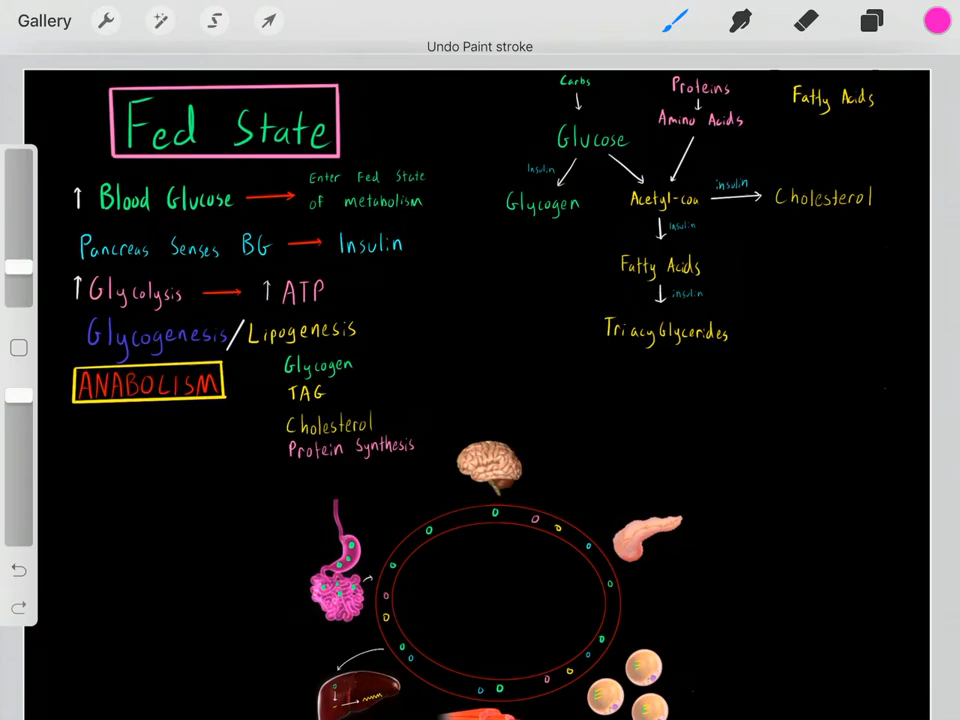 Gallery
Undo Paint stroke
Fed State
↑ Blood Glucose → Enter Fed State of metabolism
Pancreas Senses BG → Insulin
↑ Glycolysis → ↑ ATP
Glycogenesis / Lipogenesis
ANABOLISM
Glycogen
TAG
Cholesterol
Protein Synthesis
Carbs
Glucose
Insulin
Glycogen
Proteins
Amino Acids
Acetyl-coa
insulin
Cholesterol
Insulin
Fatty Acids
insulin
Triacyglycerides
Fatty Acids